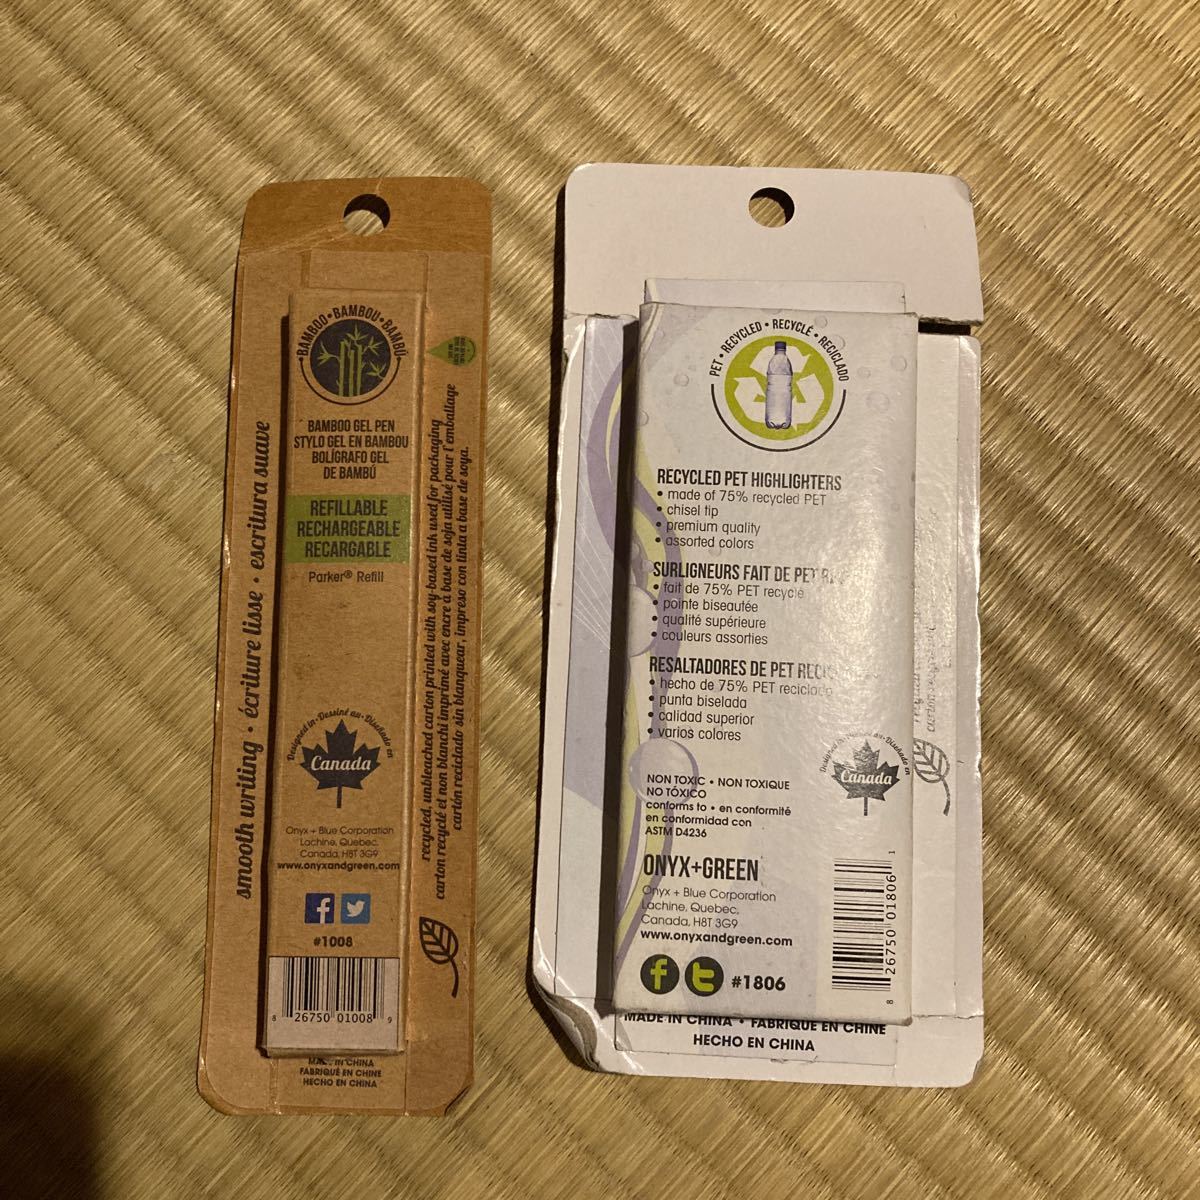 BAMBOO • BAMBOU • BAMBÚ
BAMBOO GEL PEN
STYLO GEL EN BAMBOU
BOLÍGRAFO GEL
DE BAMBÚ
REFILLABLE
RECHARGEABLE
RECARGABLE
Parker® Refill
Designed in • Dessiné au • Diseñado en
Canada
Onyx + Blue Corporation
Lachine, Quebec,
Canada, H8T 3G9
www.onyxandgreen.com
#1008
8 26750 01008 9
MADE IN CHINA
FABRIQUÉ EN CHINE
HECHO EN CHINA
smooth writing • écriture lisse • escritura suave
recycled, unbleached carton printed with soy-based ink used for packaging
carton recyclé et non blanchi imprimé avec encre à base de soja utilisé pour l'emballage
cartón reciclado sin blanquear, impreso con tinta a base de soya.
PET • RECYCLED • RECYCLÉ • RECICLADO
RECYCLED PET HIGHLIGHTERS
• made of 75% recycled PET
• chisel tip
• premium quality
• assorted colors
SURLIGNEURS FAIT DE PET
• fait de 75% PET recyclé
• pointe biseautée
• qualité supérieure
• couleurs assorties
RESALTADORES DE PET
• hecho de 75% PET reciclado
• punta biselada
• calidad superior
• varios colores
NON TOXIC • NON TOXIQUE
NO TÓXICO
conforms to • en conformité
en conformidad con
ASTM D4236
Designed in • Dessiné au • Diseñado en
Canada
ONYX+GREEN
Onyx + Blue Corporation
Lachine, Quebec,
Canada, H8T 3G9
www.onyxandgreen.com
#1806
8 26750 01806 1
MADE IN CHINA • FABRIQUÉ EN CHINE
HECHO EN CHINA